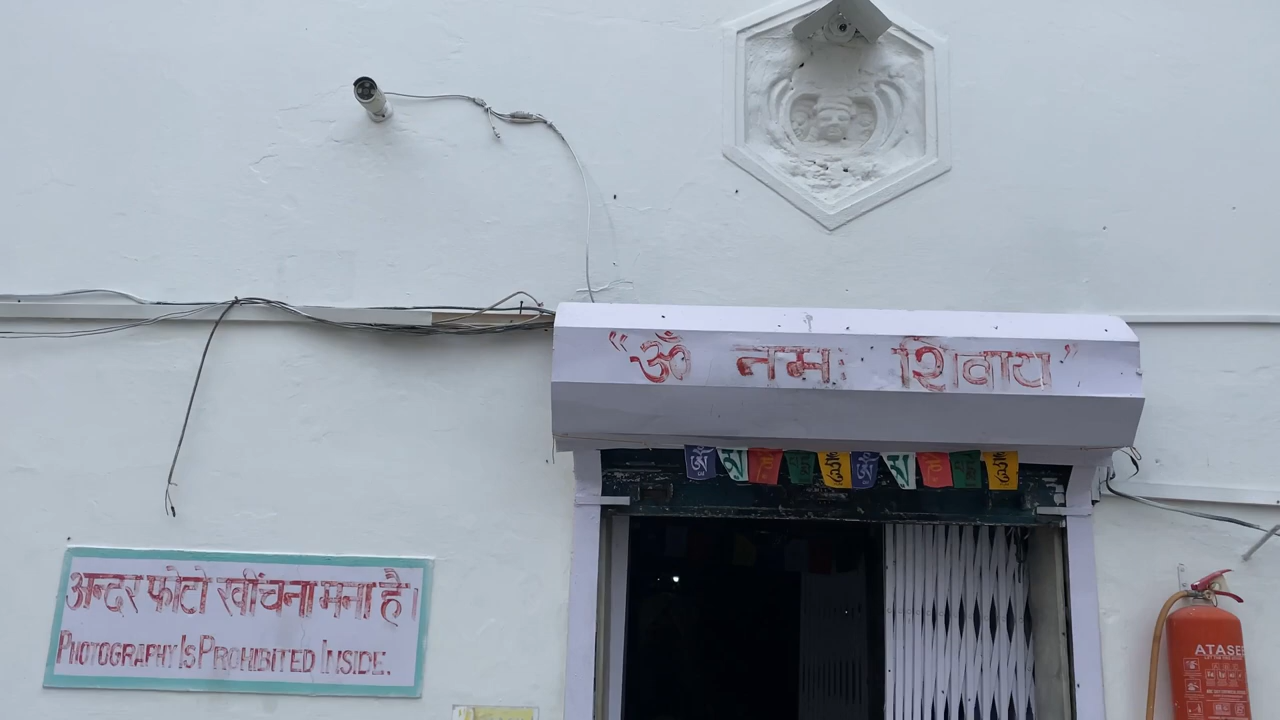 “ॐ नमः शिवाय”
अन्दर फोटो खींचना मना है।
PHOTOGRAPHY IS PROHIBITED INSIDE.
ATASE